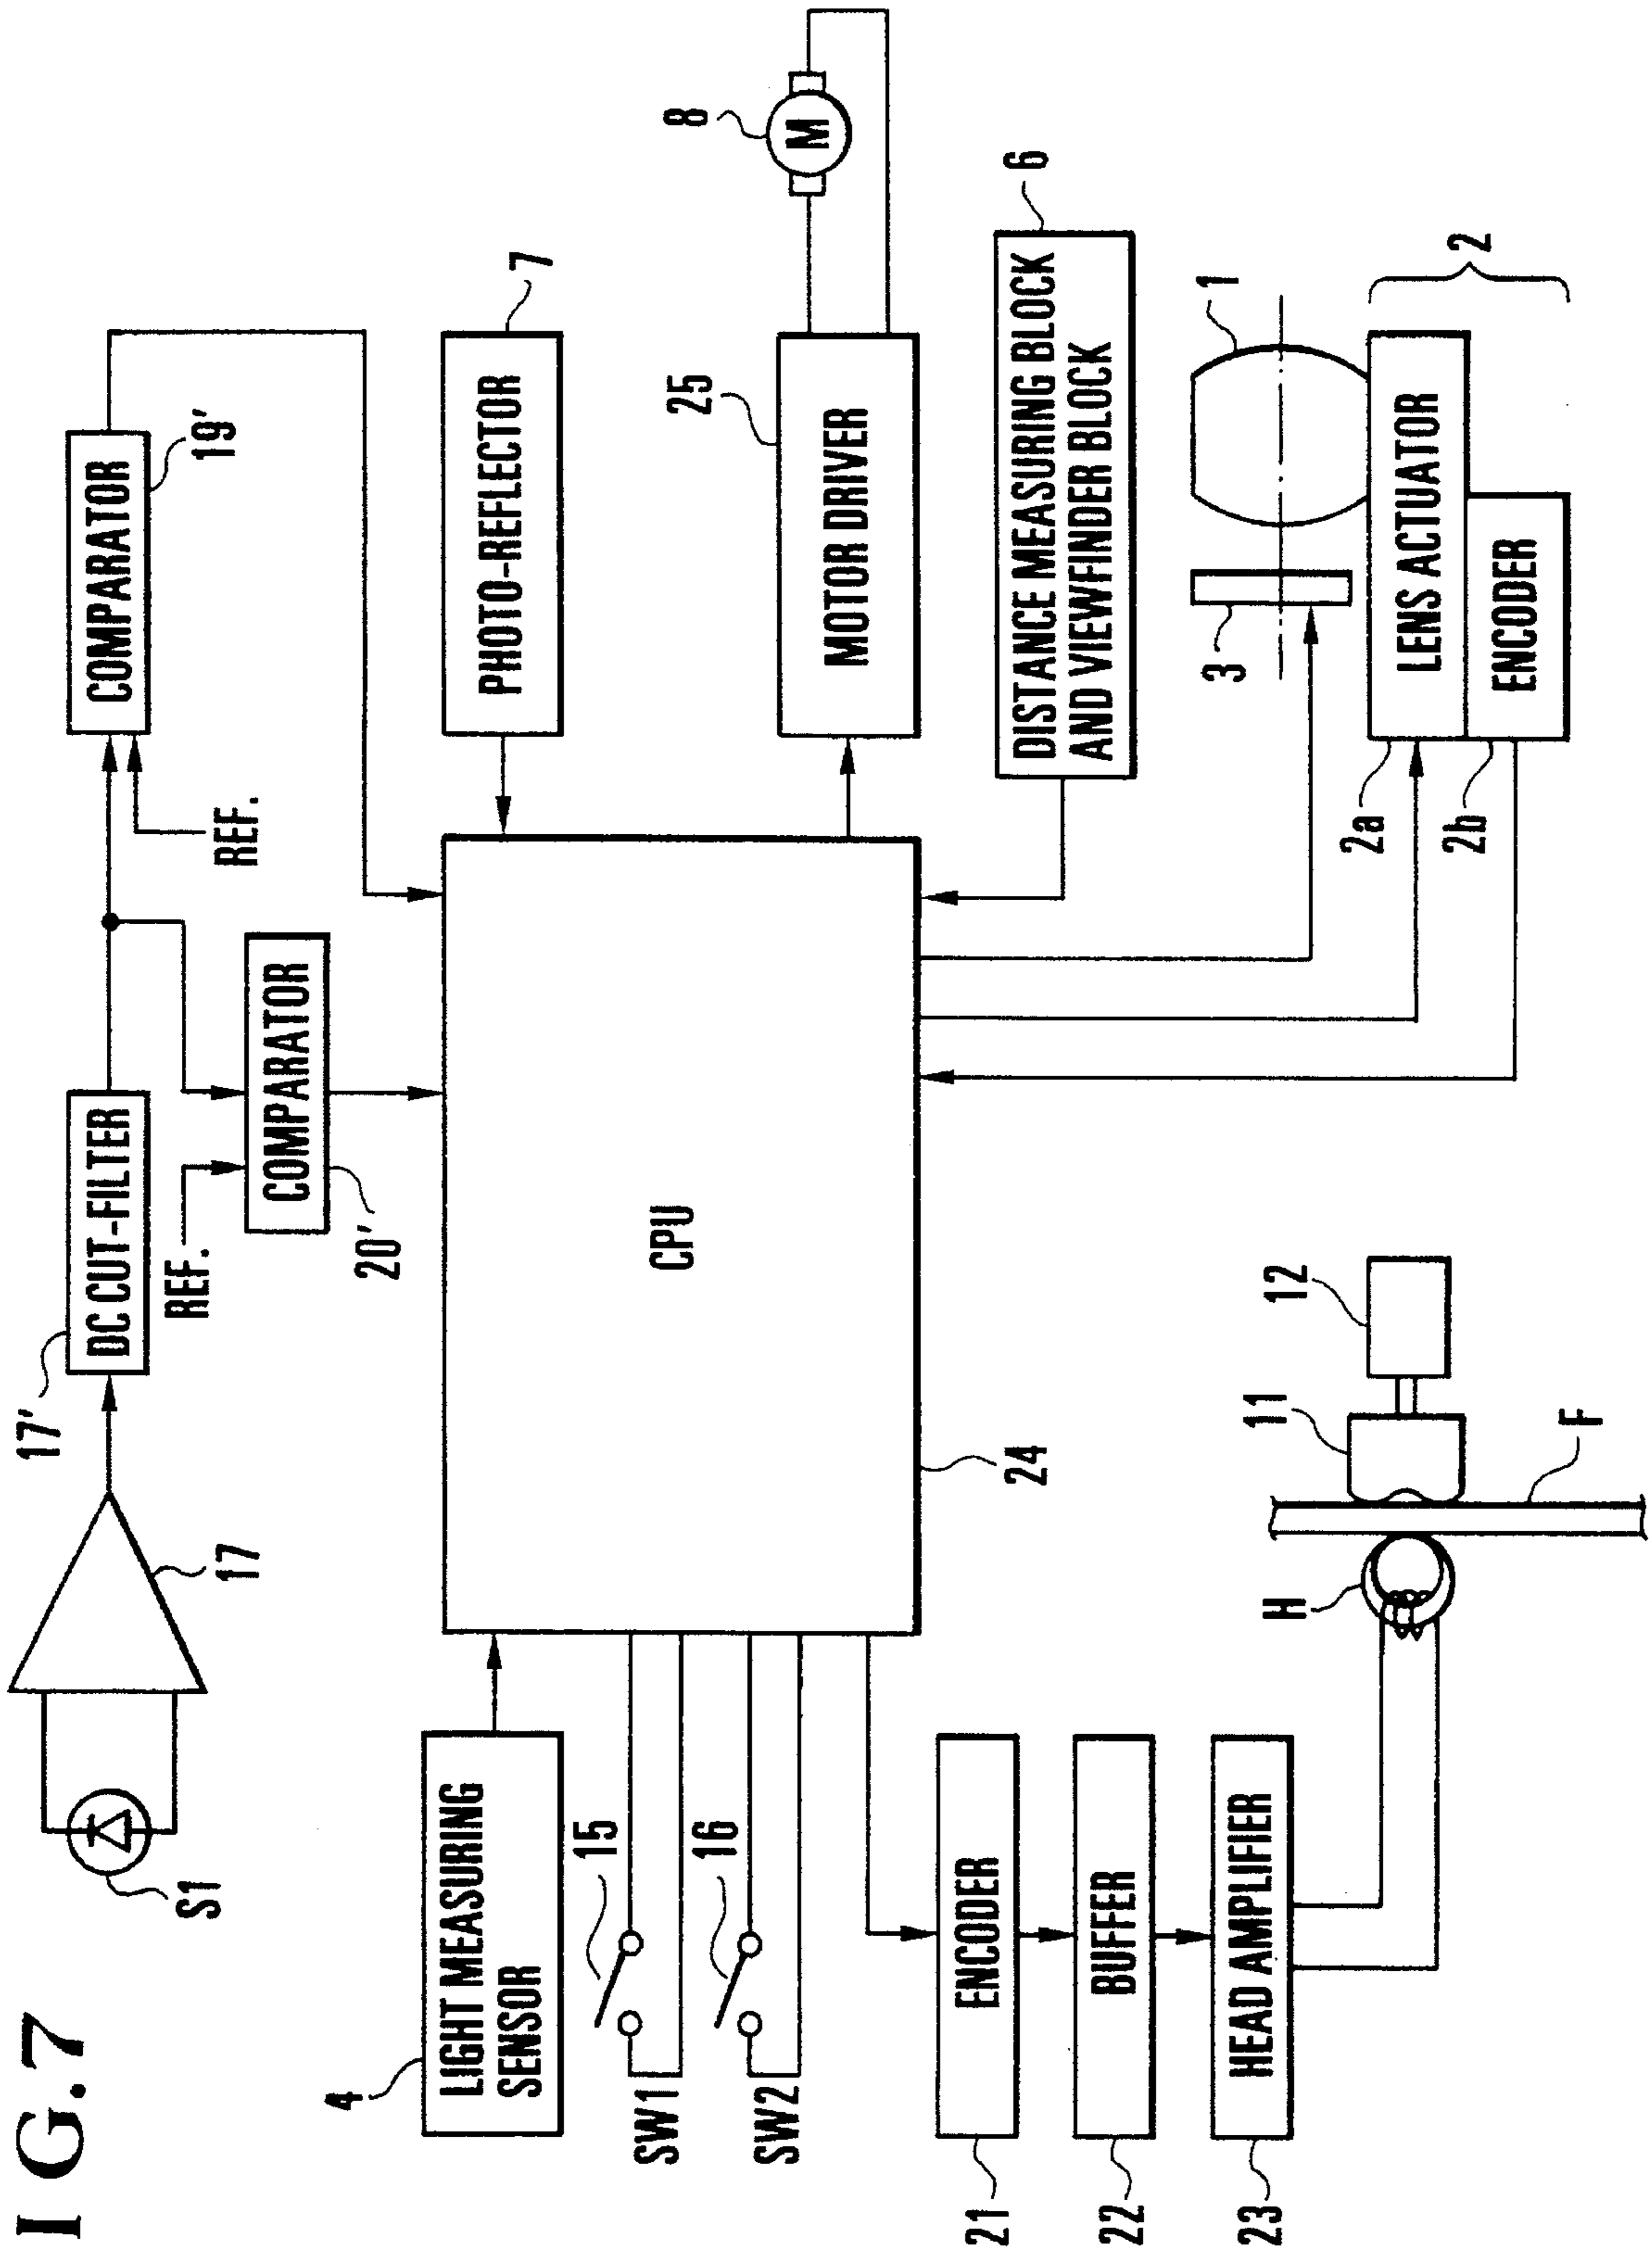 I G.7
S1
17
17'
DC CUT-FILTER
REF.
COMPARATOR
20'
REF.
COMPARATOR
19'
4
LIGHT MEASURING
SENSOR
15
SW1
16
SW2
CPU
24
PHOTO-REFLECTOR
7
25
MOTOR DRIVER
8
M
6
DISTANCE MEASURING BLOCK
AND VIEWFINDER BLOCK
3
1
2a
LENS ACTUATOR
2b
ENCODER
2
ENCODER
21
BUFFER
22
HEAD AMPLIFIER
23
H
11
12
F